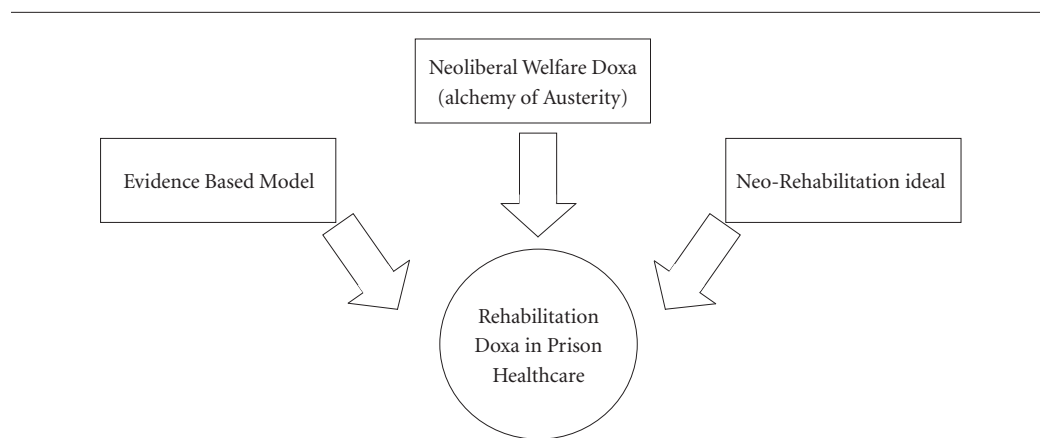 Neoliberal Welfare Doxa
(alchemy of Austerity)
Evidence Based Model
Neo-Rehabilitation ideal
Rehabilitation
Doxa in Prison
Healthcare